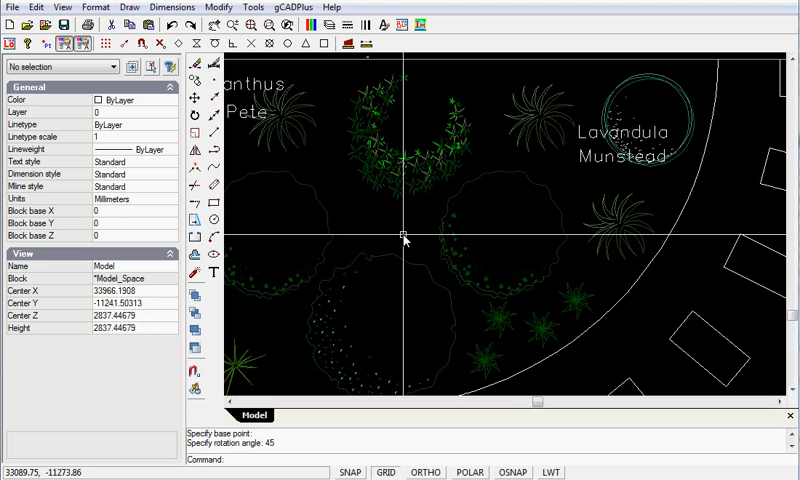 File Edit View Format Draw Dimensions Modify Tools gCADPlus Help
No selection
General
Color ByLayer
Layer 0
Linetype ByLayer
Linetype scale 1
Lineweight ByLayer
Text style Standard
Dimension style Standard
Mline style Standard
Units Millimeters
Block base X 0
Block base Y 0
Block base Z 0
View
Name Model
Block *Model_Space
Center X 33966.1908
Center Y -11241.50313
Center Z 2837.44679
Height 2837.44679
anthus
Pete
Lavandula
Munstead
Model
Specify base point:
Specify rotation angle: 45
Command:
33089.75, -11273.86 SNAP GRID ORTHO POLAR OSNAP LWT